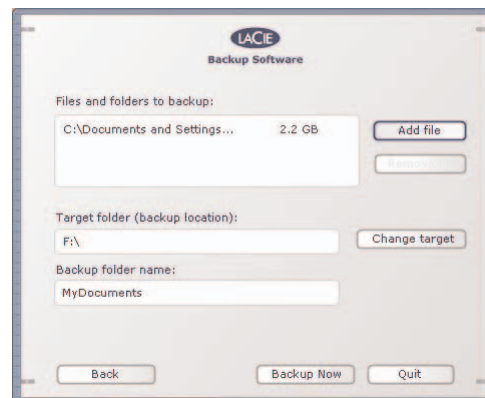 LACIE
Backup Software
Files and folders to backup:
C:\Documents and Settings... 2.2 GB
Add file
Target folder (backup location):
F:\
Change target
Backup folder name:
MyDocuments
Back
Backup Now
Quit